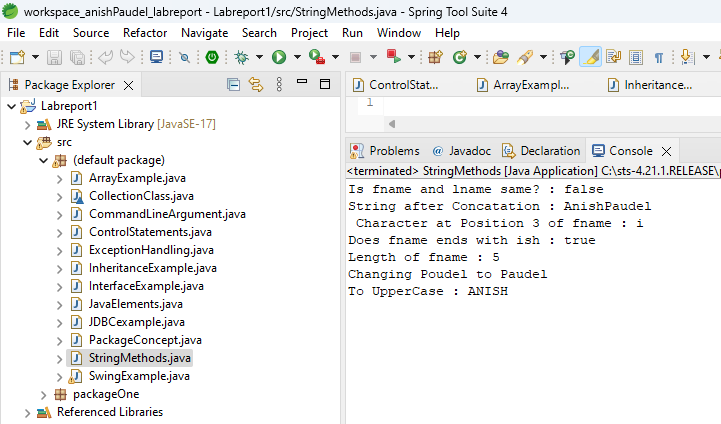 workspace_anishPaudel_labreport - Labreport1/src/StringMethods.java - Spring Tool Suite 4
File Edit Source Refactor Navigate Search Project Run Window Help
Package Explorer
Labreport1
JRE System Library [JavaSE-17]
src
(default package)
ArrayExample.java
CollectionClass.java
CommandLineArgument.java
ControlStatements.java
ExceptionHandling.java
InheritanceExample.java
InterfaceExample.java
JavaElements.java
JDBCexample.java
PackageConcept.java
StringMethods.java
SwingExample.java
packageOne
Referenced Libraries
ControlStat... ArrayExampl... Inheritance...
1
Problems @ Javadoc Declaration Console
<terminated> StringMethods [Java Application] C:\sts-4.21.1.RELEASE\
Is fname and lname same? : false
String after Concatation : AnishPaudel
Character at Position 3 of fname : i
Does fname ends with ish : true
Length of fname : 5
Changing Poudel to Paudel
To UpperCase : ANISH